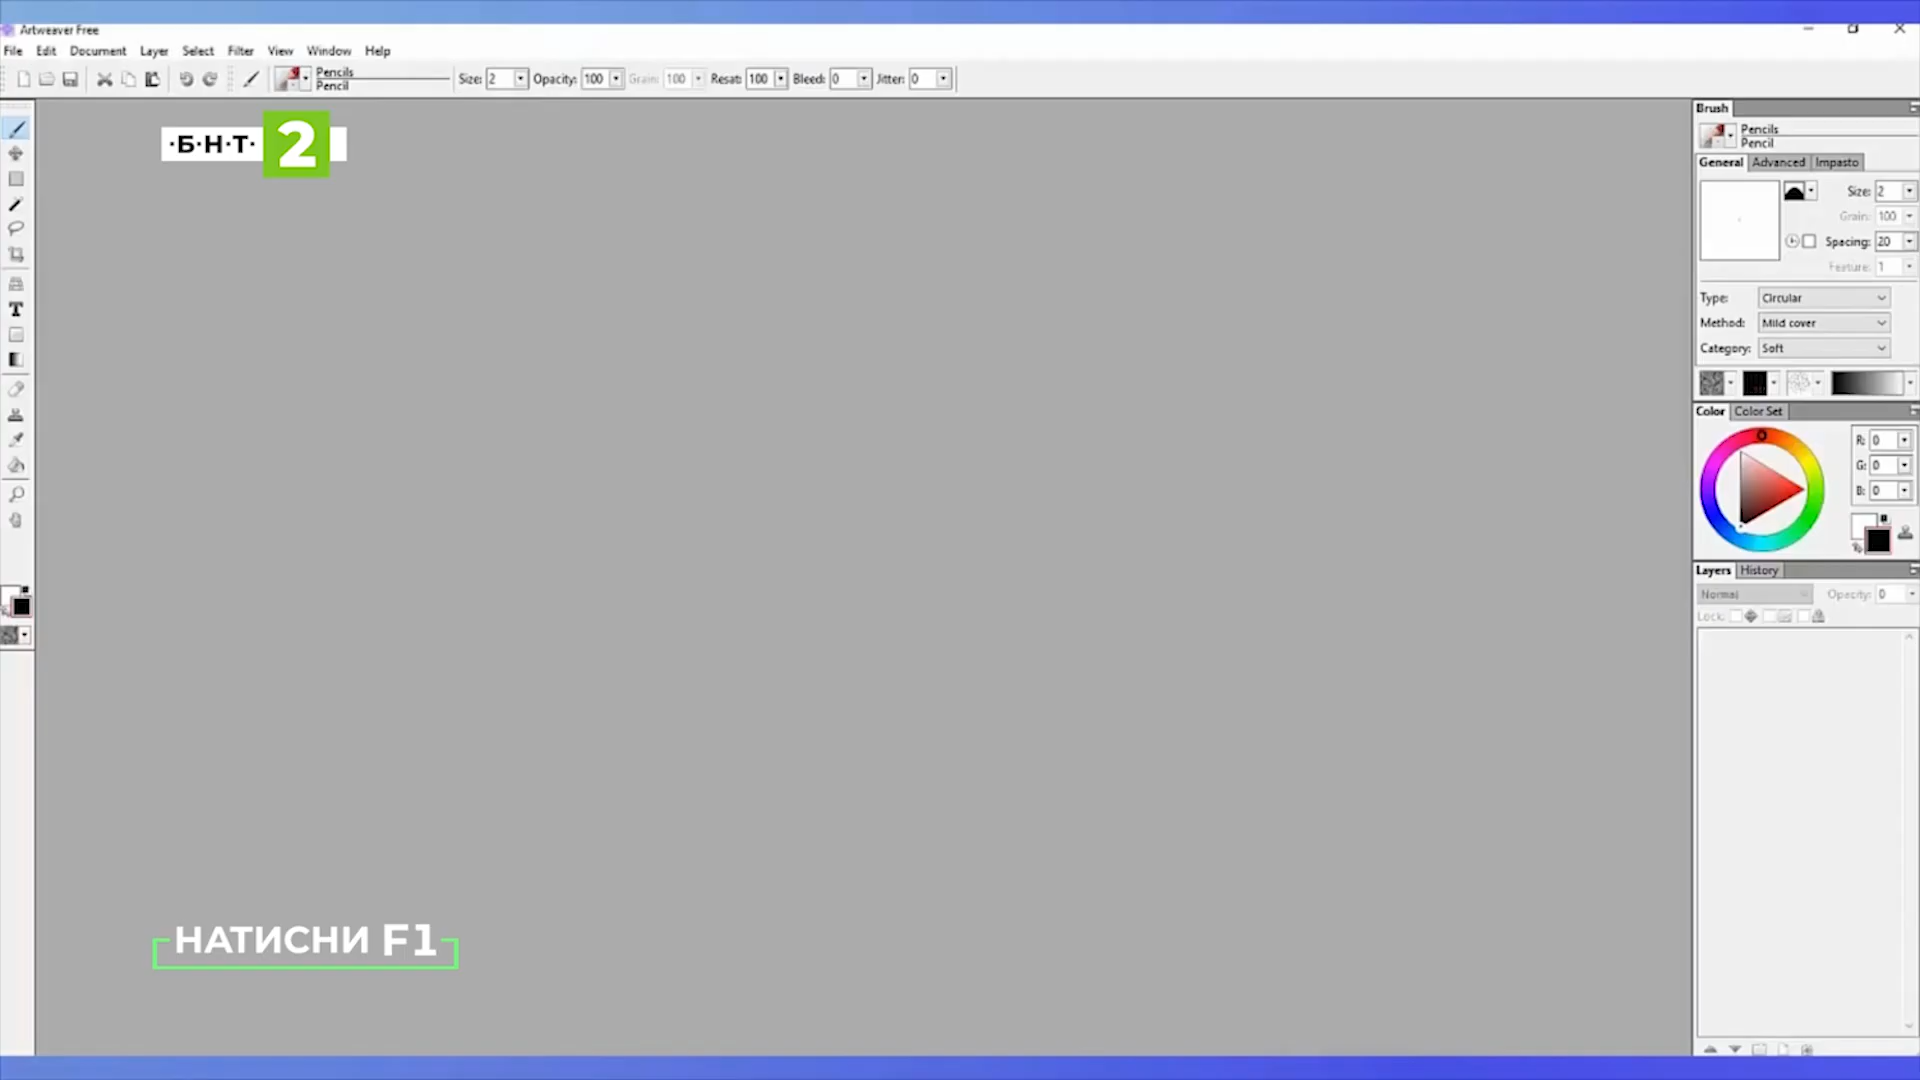 Artweaver Free
File Edit Document Layer Select Filter View Window Help
Pencils
Pencil
Size: 2 Opacity: 100 Grain: 100 Resat: 100 Bleed: 0 Jitter: 0
·Б·Н·Т· 2
Brush
Pencils
Pencil
General Advanced Impasto
Size: 2
Grain: 100
Spacing: 20
Feature: 1
Type: Circular
Method: Mild cover
Category: Soft
Color Color Set
R: 0
G: 0
B: 0
Layers History
Normal Opacity: 0
Lock:
НАТИСНИ F1